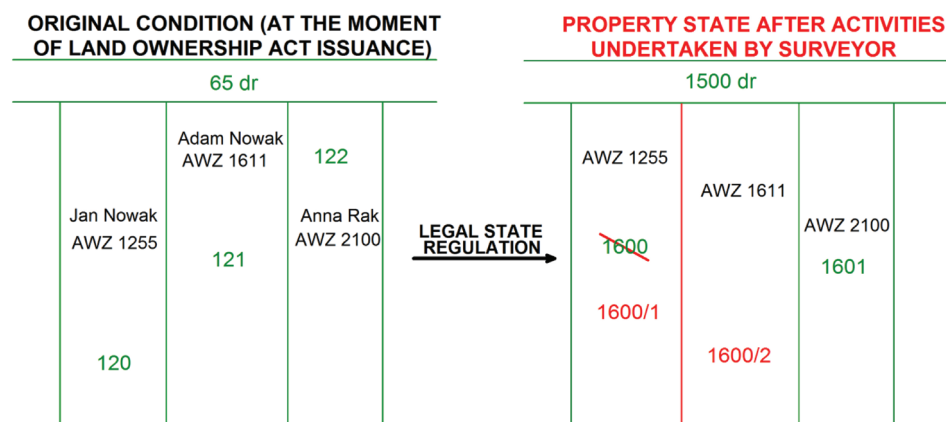 ORIGINAL CONDITION (AT THE MOMENT
OF LAND OWNERSHIP ACT ISSUANCE)
65 dr
Adam Nowak
AWZ 1611
122
Jan Nowak
AWZ 1255
Anna Rak
AWZ 2100
121
120
LEGAL STATE
REGULATION
PROPERTY STATE AFTER ACTIVITIES
UNDERTAKEN BY SURVEYOR
1500 dr
AWZ 1255
AWZ 1611
AWZ 2100
1600
1601
1600/1
1600/2